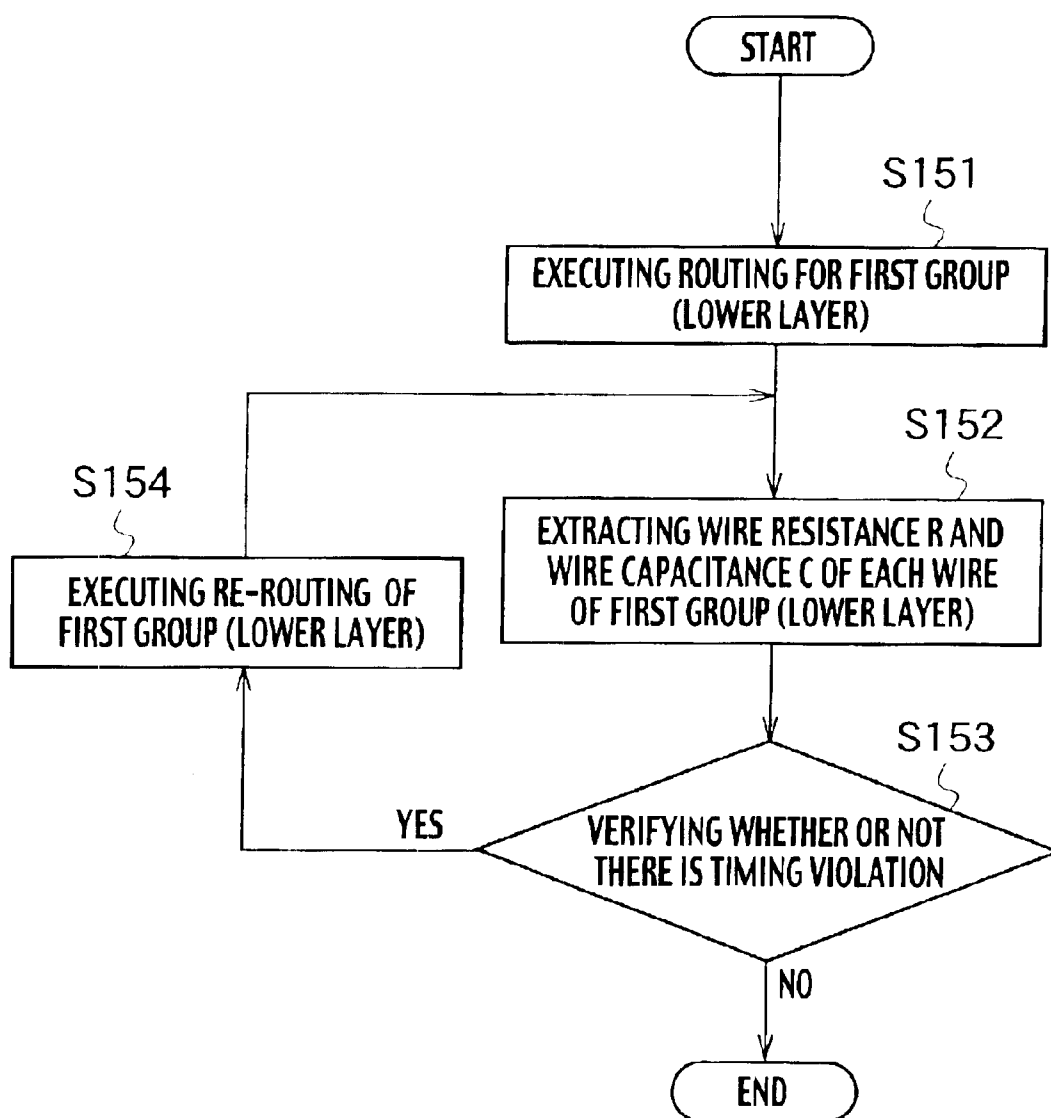 START
S151
EXECUTING ROUTING FOR FIRST GROUP
(LOWER LAYER)
S152
EXTRACTING WIRE RESISTANCE R AND
WIRE CAPACITANCE C OF EACH WIRE
OF FIRST GROUP (LOWER LAYER)
S154
EXECUTING RE-ROUTING OF
FIRST GROUP (LOWER LAYER)
S153
YES
VERIFYING WHETHER OR NOT
THERE IS TIMING VIOLATION
NO
END